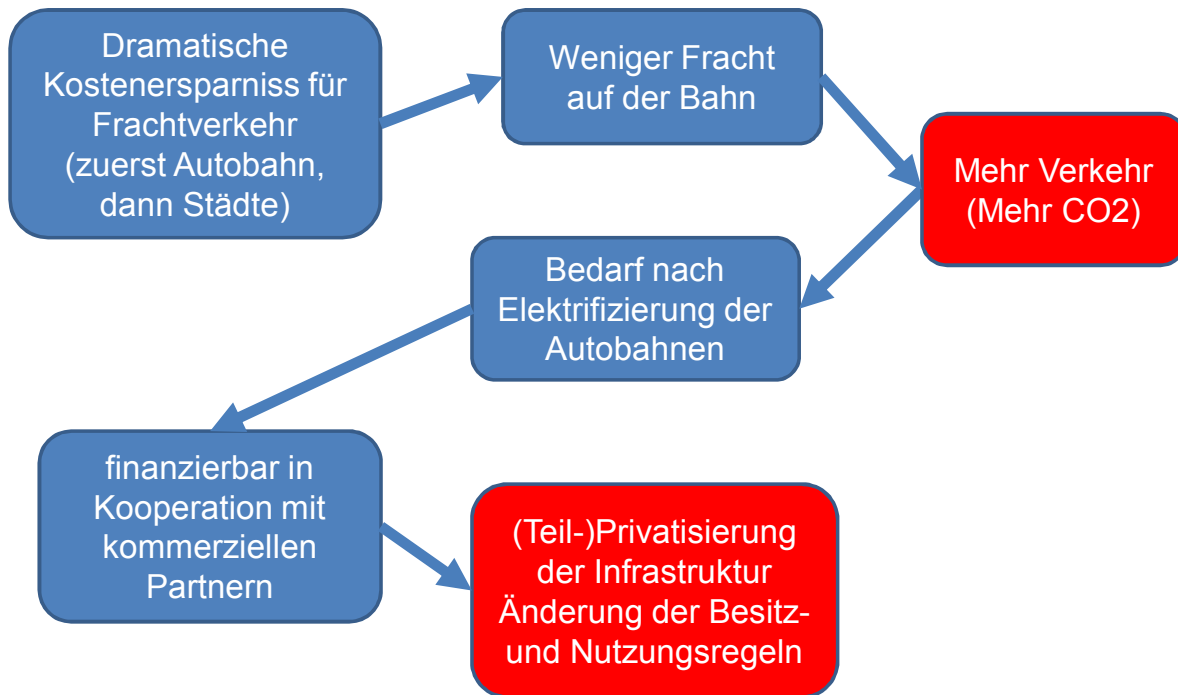 Dramatische
Kostenersparniss für
Frachtverkehr
(zuerst Autobahn,
dann Städte)
Weniger Fracht
auf der Bahn
Mehr Verkehr
(Mehr CO2)
Bedarf nach
Elektrifizierung der
Autobahnen
finanzierbar in
Kooperation mit
kommerziellen
Partnern
(Teil-)Privatisierung
der Infrastruktur
Änderung der Besitz-
und Nutzungsregeln